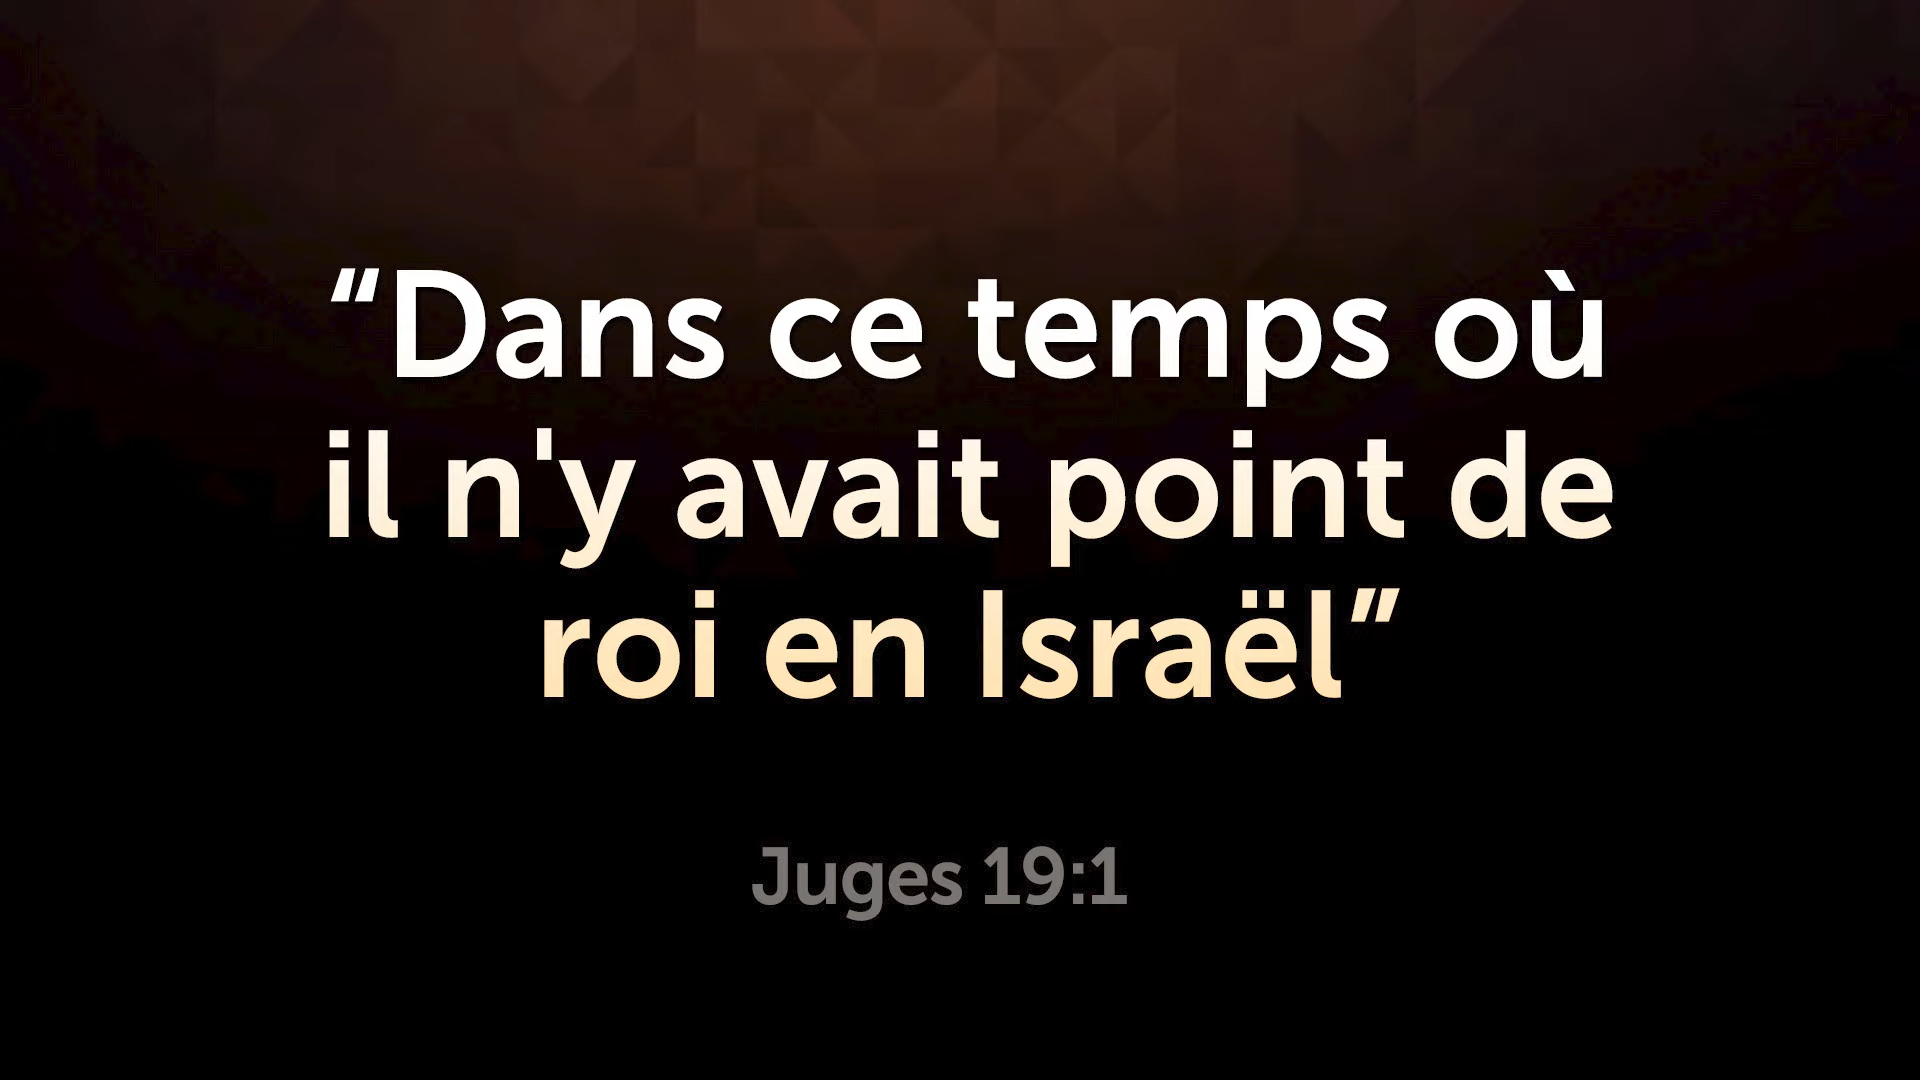 “Dans ce temps où
il n'y avait point de
roi en Israël”
Juges 19:1